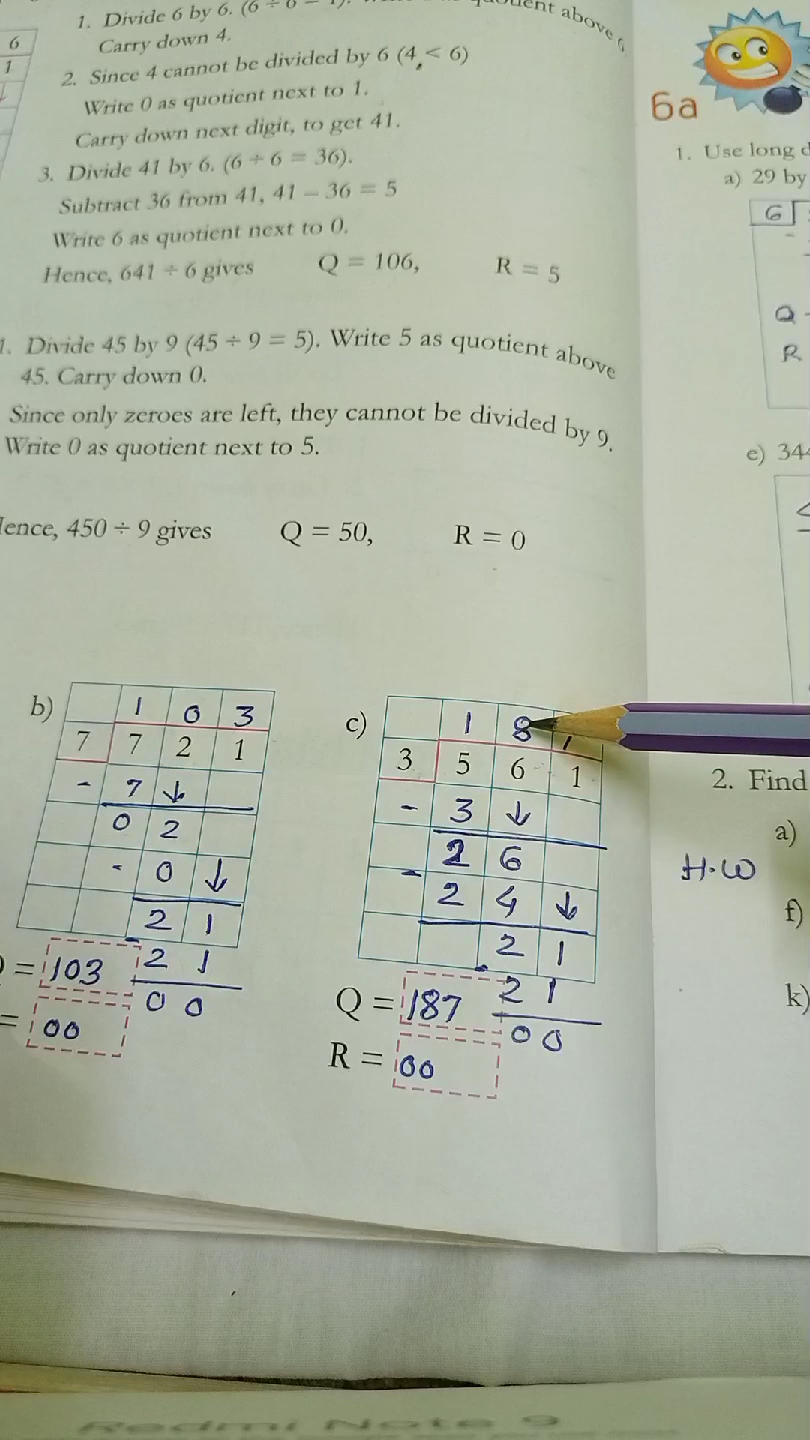 6
1
1. Divide 6 by 6. (6 ÷ 6
above
Carry down 4.
2. Since 4 cannot be divided by 6 (4 < 6)
Write 0 as quotient next to 1.
Carry down next digit, to get 41.
3. Divide 41 by 6. (6 ÷ 6 = 36).
Subtract 36 from 41, 41 – 36 = 5
Write 6 as quotient next to 0.
Hence, 641 ÷ 6 gives Q = 106, R = 5
1. Divide 45 by 9 (45 ÷ 9 = 5). Write 5 as quotient above
45. Carry down 0.
Since only zeroes are left, they cannot be divided by 9.
Write 0 as quotient next to 5.
Hence, 450 ÷ 9 gives Q = 50, R = 0
b)
1 0 3
7 7 2 1
- 7 ↓
0 2
- 0 ↓
2 1
- 2 1
0 0
= 103
= 00
c)
1 8
3 5 6 1
- 3 ↓
2 6
- 2 4 ↓
2 1
- 2 1
0 0
Q = 187
R = 00
6a
1. Use long
a) 29 by
6
Q
R
e) 34
2. Find
a)
H.W
f)
k)
Redmi Note 9